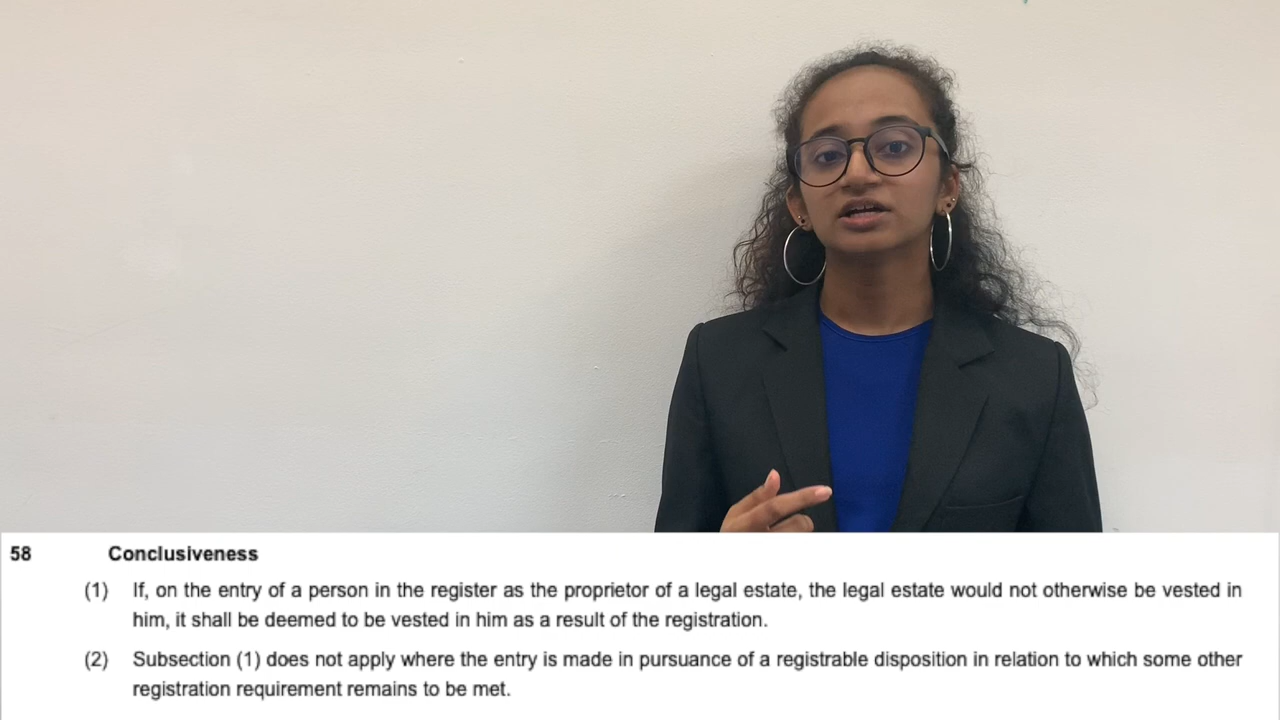 58 Conclusiveness
(1) If, on the entry of a person in the register as the proprietor of a legal estate, the legal estate would not otherwise be vested in
him, it shall be deemed to be vested in him as a result of the registration.
(2) Subsection (1) does not apply where the entry is made in pursuance of a registrable disposition in relation to which some other
registration requirement remains to be met.